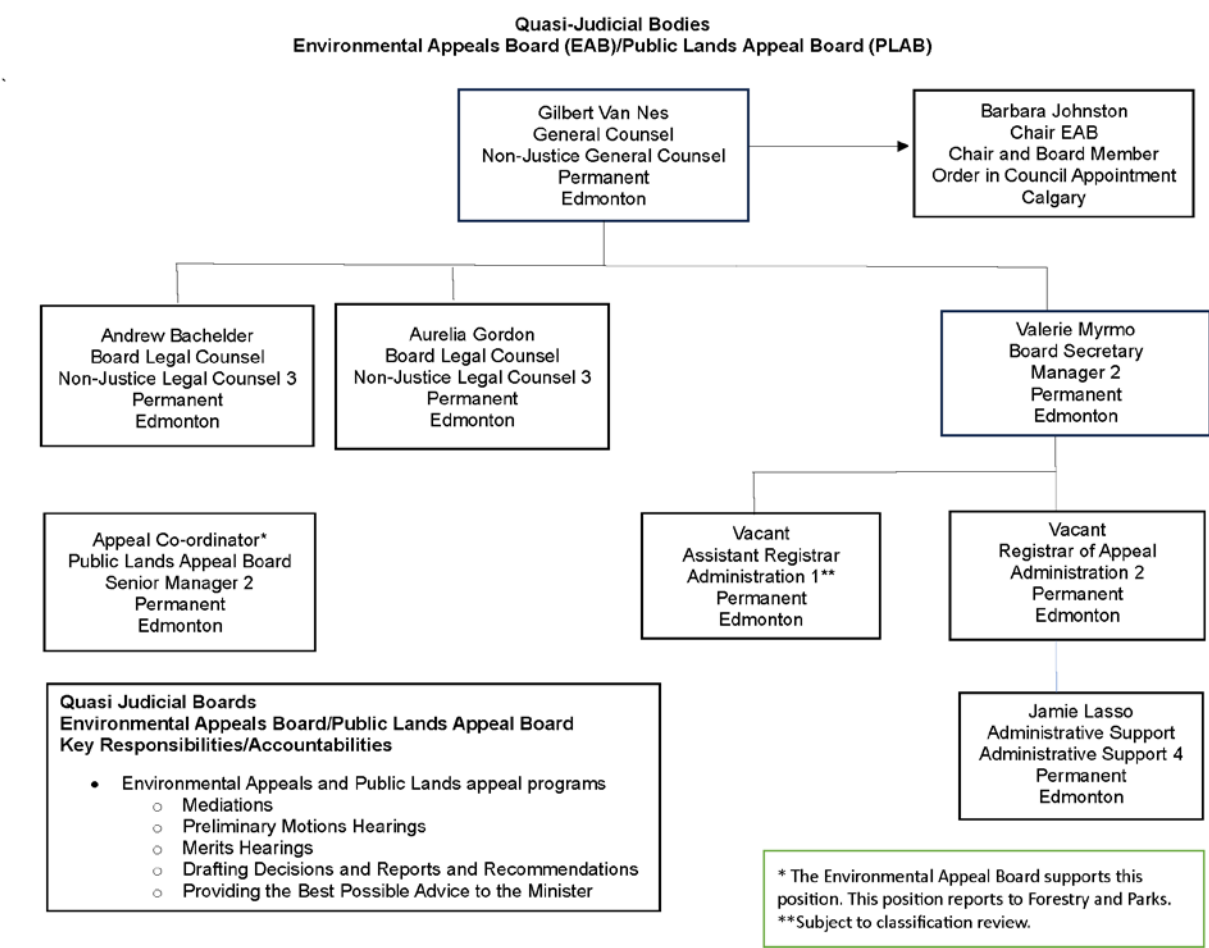 Quasi-Judicial Bodies
Environmental Appeals Board (EAB)/Public Lands Appeal Board (PLAB)
Gilbert Van Nes
General Counsel
Non-Justice General Counsel
Permanent
Edmonton
Barbara Johnston
Chair EAB
Chair and Board Member
Order in Council Appointment
Calgary
Andrew Bachelder
Board Legal Counsel
Non-Justice Legal Counsel 3
Permanent
Edmonton
Aurelia Gordon
Board Legal Counsel
Non-Justice Legal Counsel 3
Permanent
Edmonton
Valerie Myrmo
Board Secretary
Manager 2
Permanent
Edmonton
Appeal Co-ordinator*
Public Lands Appeal Board
Senior Manager 2
Permanent
Edmonton
Vacant
Assistant Registrar
Administration 1**
Permanent
Edmonton
Vacant
Registrar of Appeal
Administration 2
Permanent
Edmonton
Jamie Lasso
Administrative Support
Administrative Support 4
Permanent
Edmonton
Quasi Judicial Boards
Environmental Appeals Board/Public Lands Appeal Board
Key Responsibilities/Accountabilities
• Environmental Appeals and Public Lands appeal programs
o Mediations
o Preliminary Motions Hearings
o Merits Hearings
o Drafting Decisions and Reports and Recommendations
o Providing the Best Possible Advice to the Minister
* The Environmental Appeal Board supports this
position. This position reports to Forestry and Parks.
**Subject to classification review.